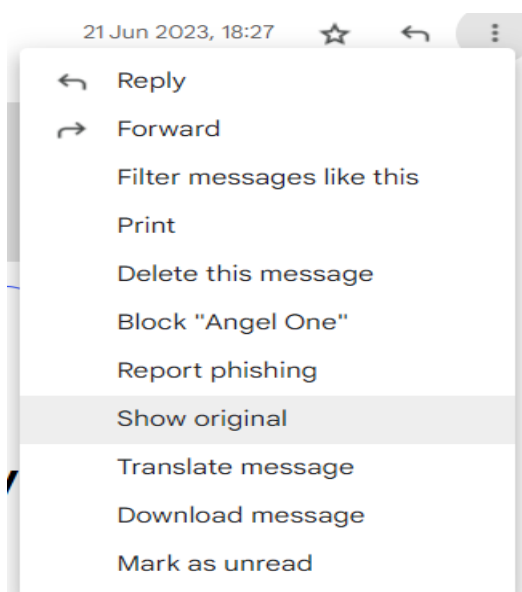 21 Jun 2023, 18:27
Reply
Forward
Filter messages like this
Print
Delete this message
Block "Angel One"
Report phishing
Show original
Translate message
Download message
Mark as unread